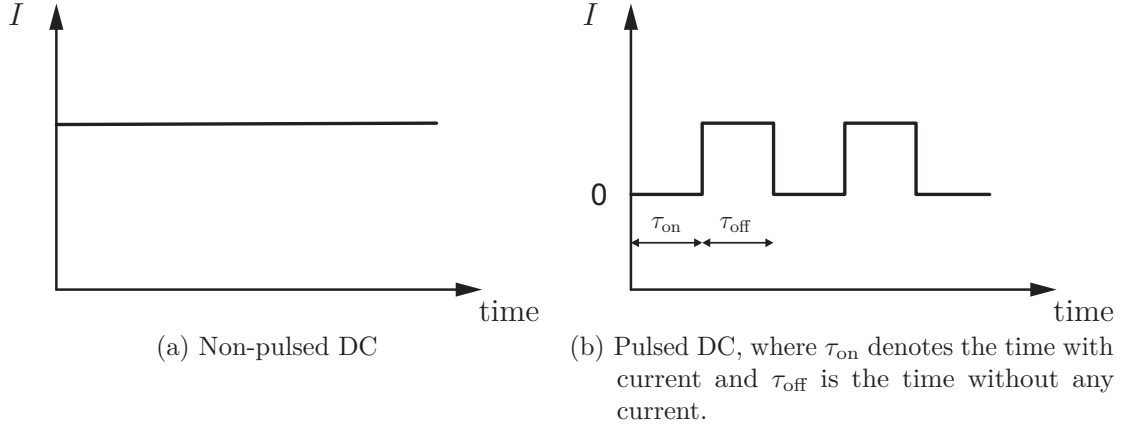 I
time
(a) Non-pulsed DC
I
0
τon
τoff
time
(b) Pulsed DC, where τon denotes the time with
current and τoff is the time without any
current.